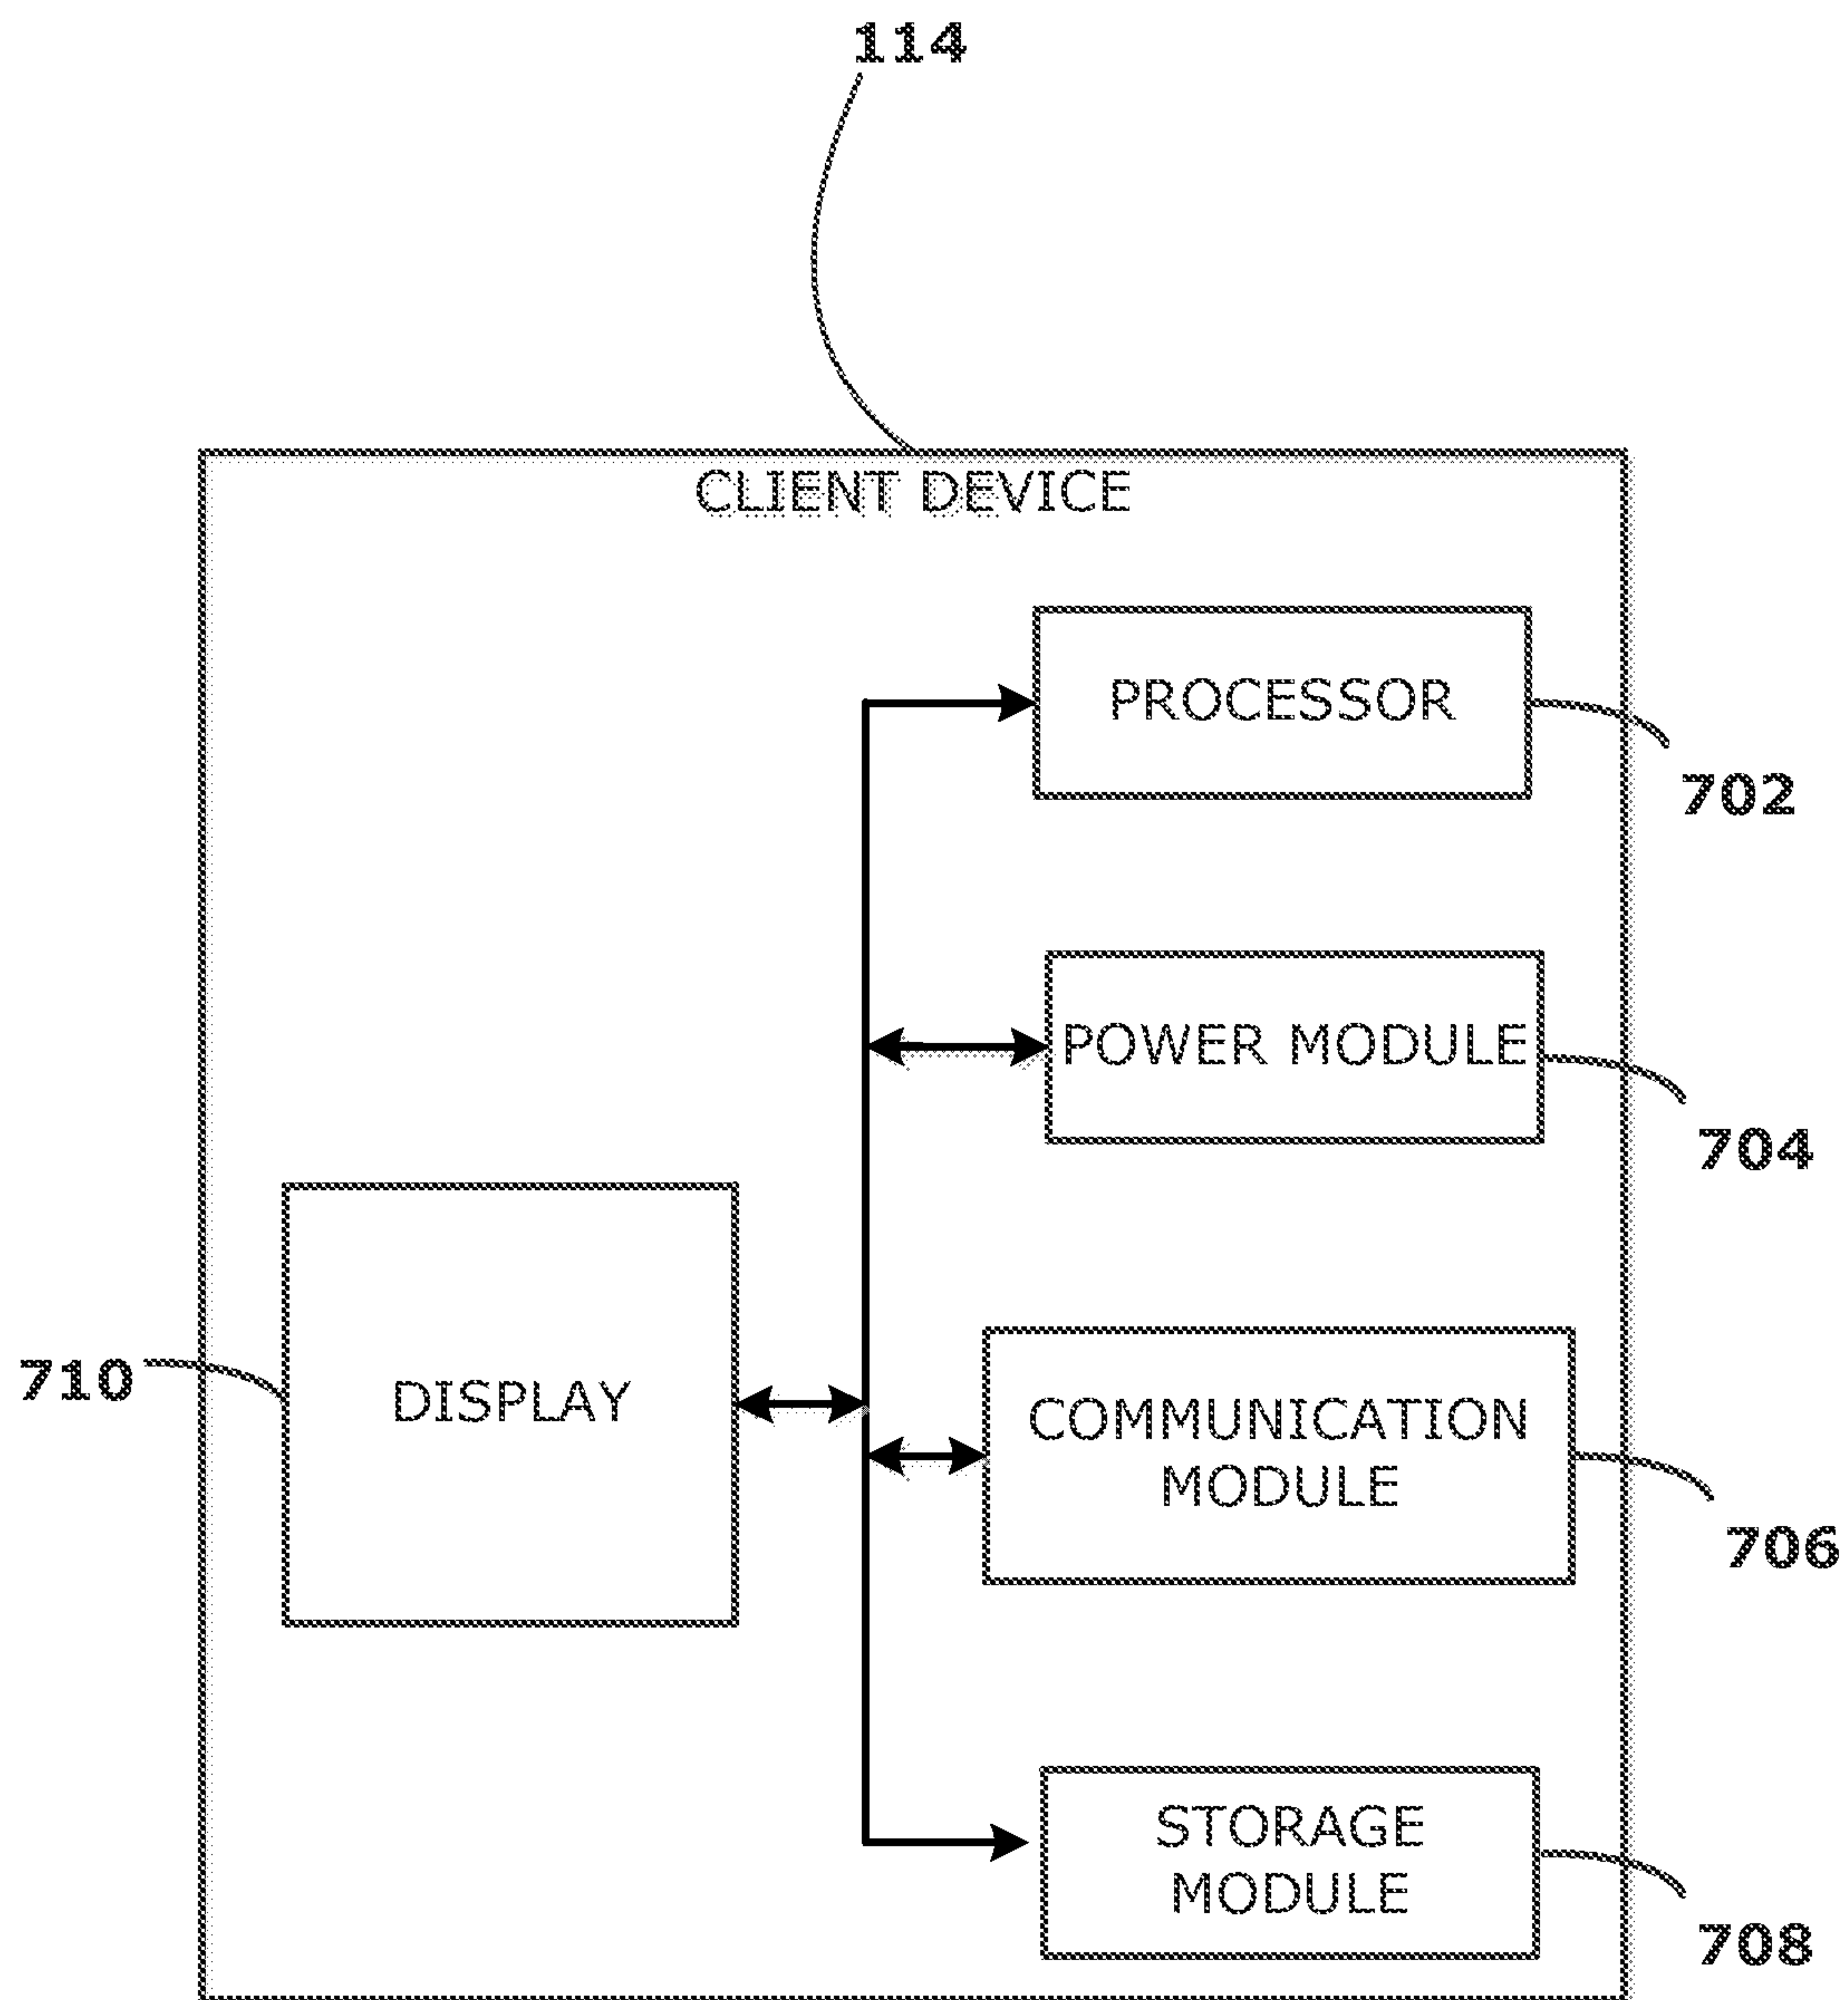 114
CLIENT DEVICE
PROCESSOR
702
POWER MODULE
704
710
DISPLAY
COMMUNICATION
MODULE
706
STORAGE
MODULE
708